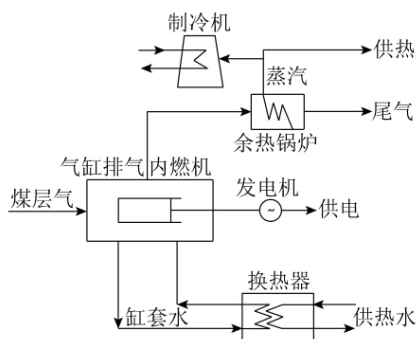 制冷机
供热
蒸汽
尾气
余热锅炉
气缸排气 内燃机
煤层气
发电机
~
供电
换热器
缸套水
供热水